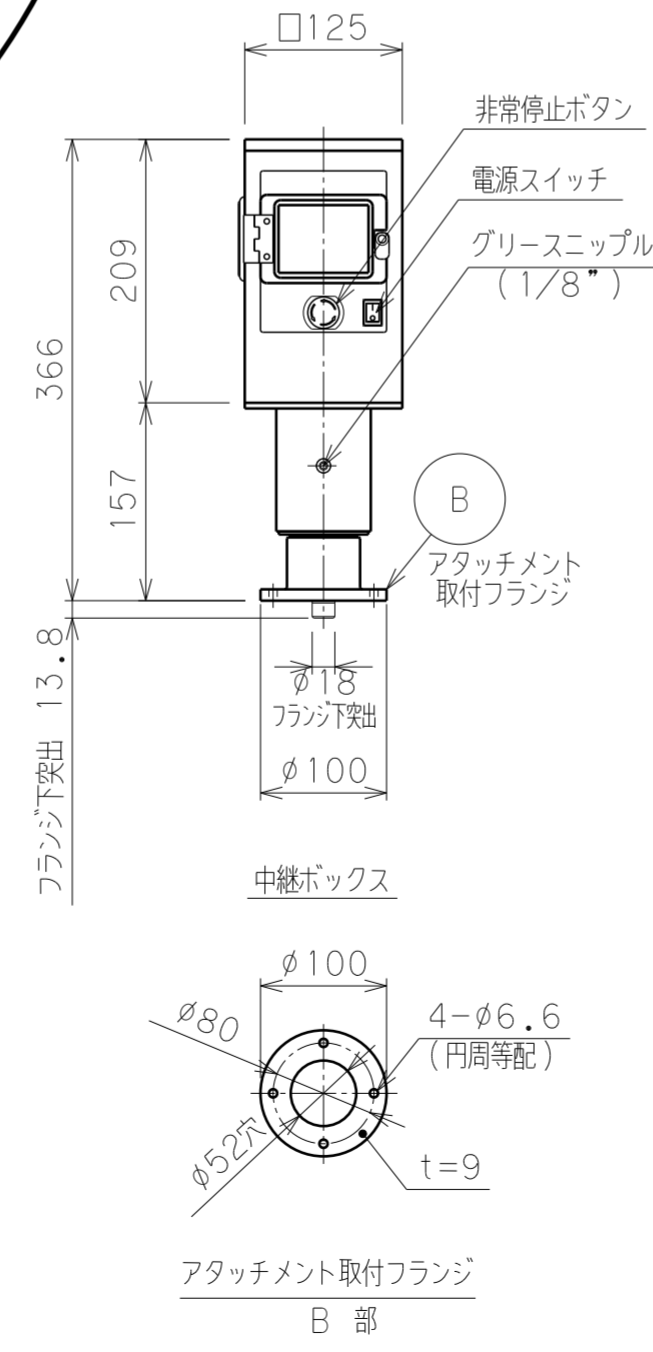 □125
非常停止ボタン
電源スイッチ
グリースニップル
(1/8”)
209
366
157
B
アタッチメント
取付フランジ
フランジ下突出 13.8
φ18
フランジ下突出
φ100
中継ボックス
φ100
φ80
4-φ6.6
(円周等配)
φ52穴
t=9
アタッチメント取付フランジ
B 部